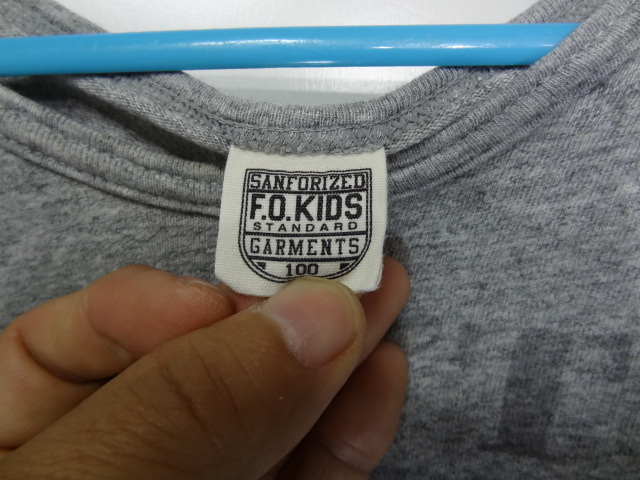 SANFORIZED
F.O.KIDS
STANDARD
GARMENTS
100